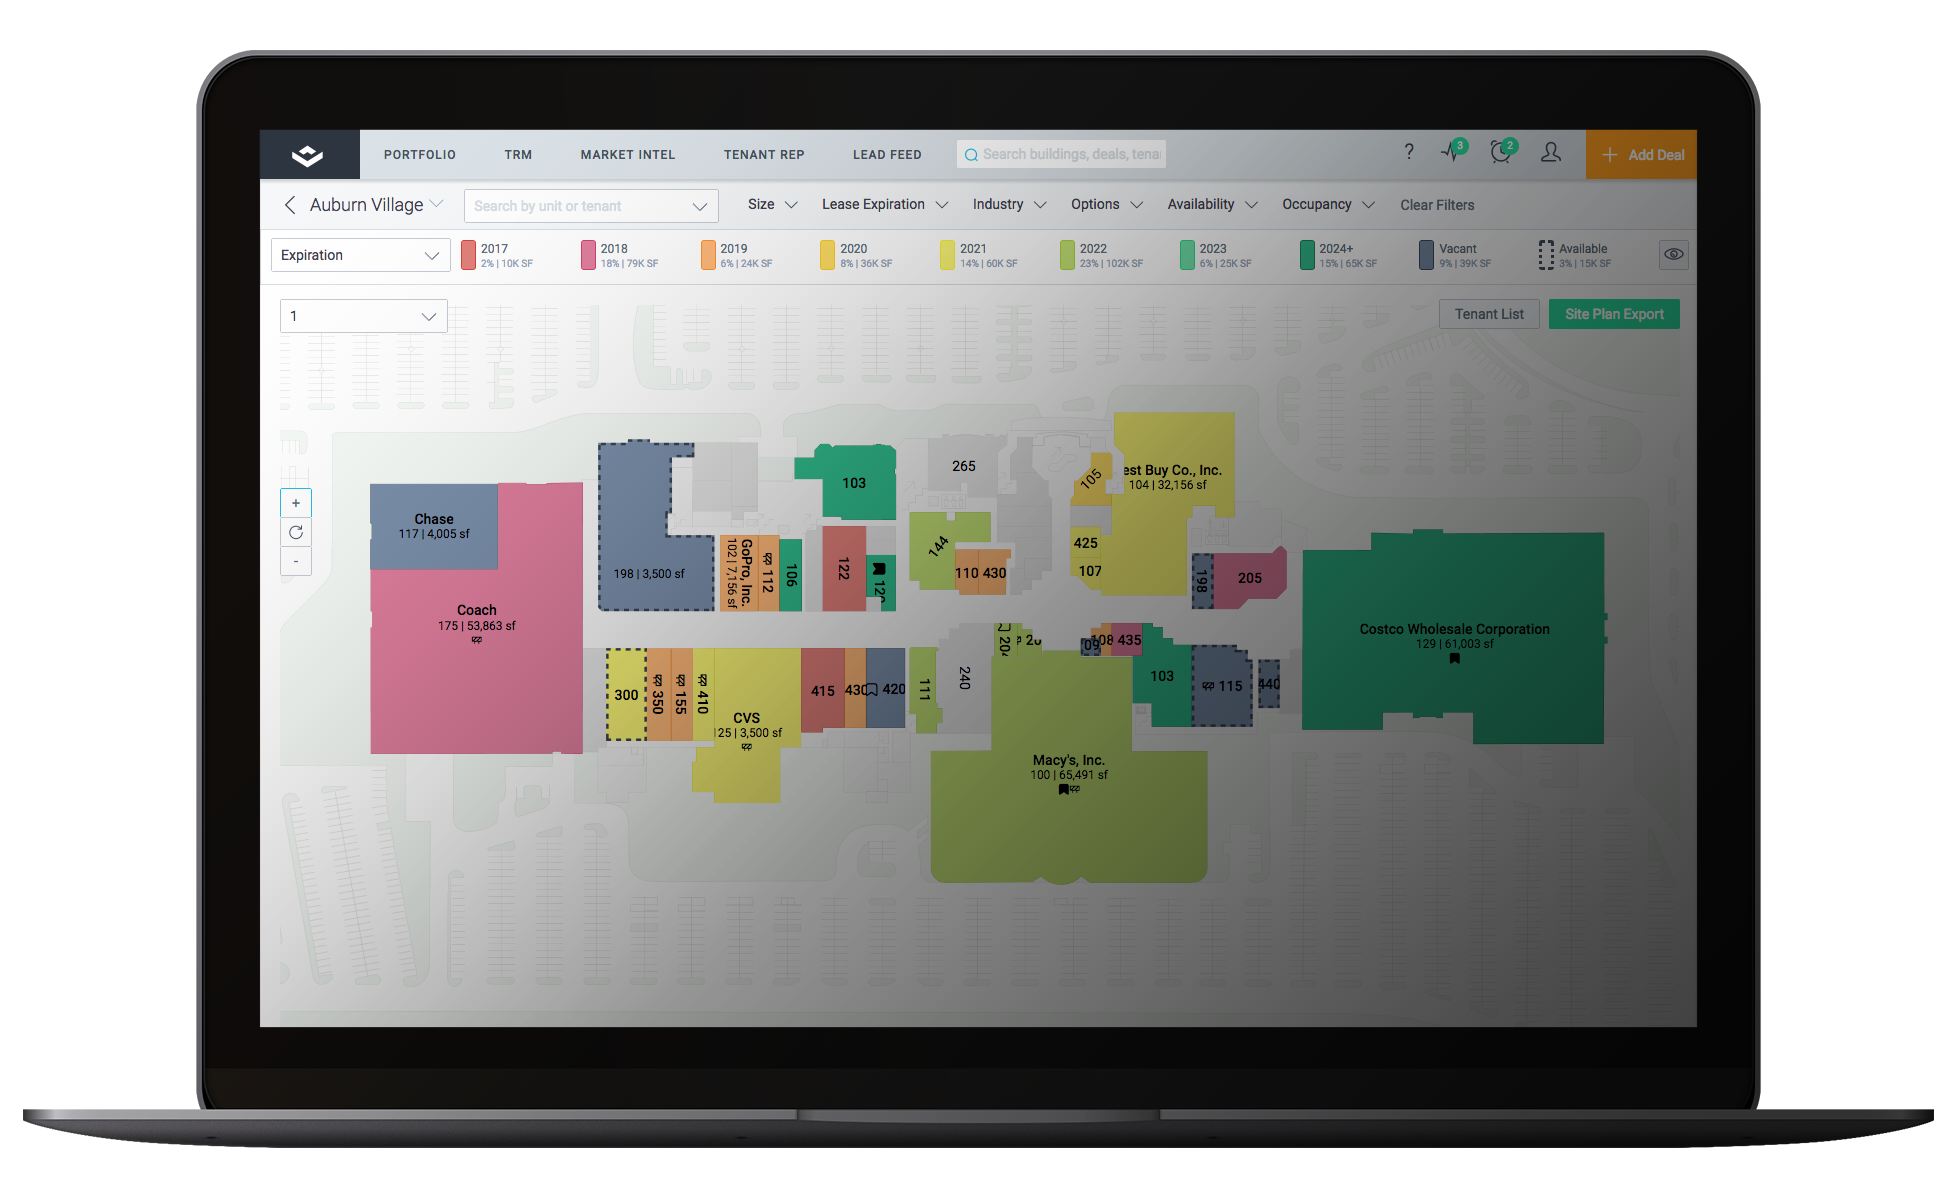 PORTFOLIO TRM MARKET INTEL TENANT REP LEAD FEED Search buildings, deals, tena ? 3 2 + Add Deal
Auburn Village Search by unit or tenant Size Lease Expiration Industry Options Availability Occupancy Clear Filters
Expiration
2017
2% | 10K SF
2018
18% | 79K SF
2019
6% | 24K SF
2020
8% | 36K SF
2021
14% | 60K SF
2022
23% | 102K SF
2023
6% | 25K SF
2024+
15% | 65K SF
Vacant
9% | 39K SF
Available
3% | 15K SF
1
Tenant List
Site Plan Export
+
-
Chase
117 | 4,005 sf
Coach
175 | 53,863 sf
198 | 3,500 sf
GoPro, Inc.
102 | 7,156 sf
112
106
103
122
265
144
110
430
105
est Buy Co., Inc.
104 | 32,156 sf
425
107
198
205
Costco Wholesale Corporation
129 | 61,003 sf
300
350
155
410
CVS
25 | 3,500 sf
415
430
420
111
240
204
09
108
435
103
115
440
Macy's, Inc.
100 | 65,491 sf